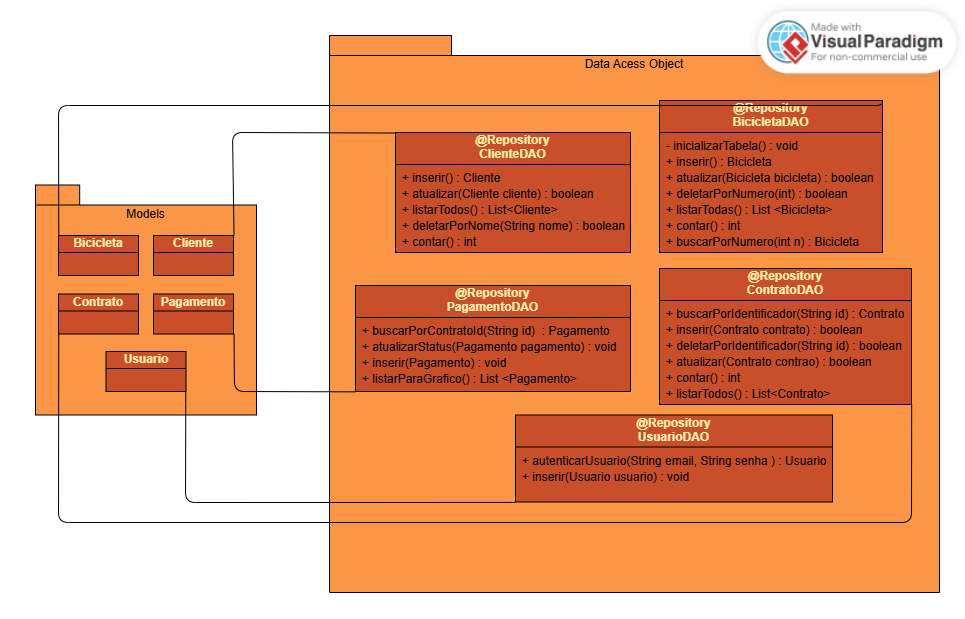 Made with
VisualParadigm
For non-commercial use
Data Acess Object
@Repository
BicicletaDAO
- inicializarTabela() : void
+ inserir() : Bicicleta
+ atualizar(Bicicleta bicicleta) : boolean
+ deletarPorNumero(int) : boolean
+ listarTodas() : List <Bicicleta>
+ contar() : int
+ buscarPorNumero(int n) : Bicicleta
@Repository
ClienteDAO
+ inserir() : Cliente
+ atualizar(Cliente cliente) : boolean
+ listarTodos() : List<Cliente>
+ deletarPorNome(String nome) : boolean
+ contar() : int
Models
Bicicleta
Cliente
Contrato
Pagamento
Usuario
@Repository
PagamentoDAO
+ buscarPorContratoId(String id) : Pagamento
+ atualizarStatus(Pagamento pagamento) : void
+ inserir(Pagamento) : void
+ listarParaGrafico() : List <Pagamento>
@Repository
ContratoDAO
+ buscarPorIdentificador(String id) : Contrato
+ inserir(Contrato contrato) : boolean
+ deletarPorIdentificador(String id) : boolean
+ atualizar(Contrato contrao) : boolean
+ contar() : int
+ listarTodos() : List<Contrato>
@Repository
UsuarioDAO
+ autenticarUsuario(String email, String senha ) : Usuario
+ inserir(Usuario usuario) : void